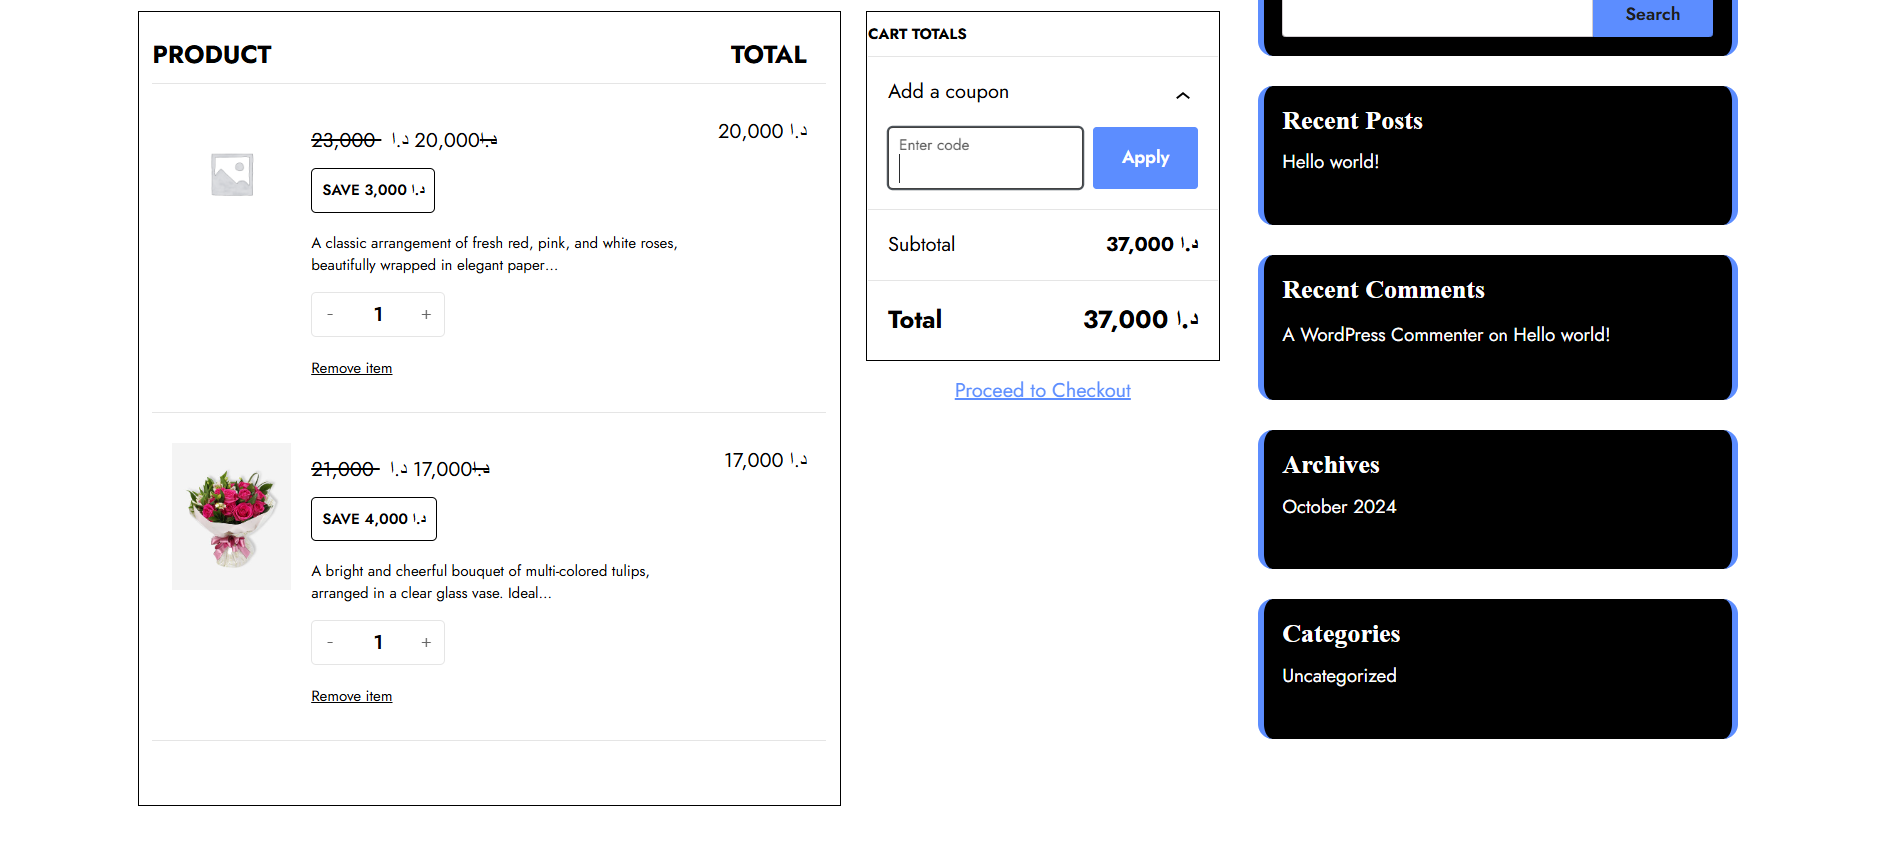 PRODUCT TOTAL
23,000 د.ا 20,000 د.ا
20,000 د.ا
SAVE 3,000 د.ا
A classic arrangement of fresh red, pink, and white roses,
beautifully wrapped in elegant paper…
- 1 +
Remove item
21,000 د.ا 17,000 د.ا
17,000 د.ا
SAVE 4,000 د.ا
A bright and cheerful bouquet of multi-colored tulips,
arranged in a clear glass vase. Ideal…
- 1 +
Remove item
CART TOTALS
Add a coupon
Enter code
Apply
Subtotal 37,000 د.ا
Total 37,000 د.ا
Proceed to Checkout
Search
Recent Posts
Hello world!
Recent Comments
A WordPress Commenter on Hello world!
Archives
October 2024
Categories
Uncategorized